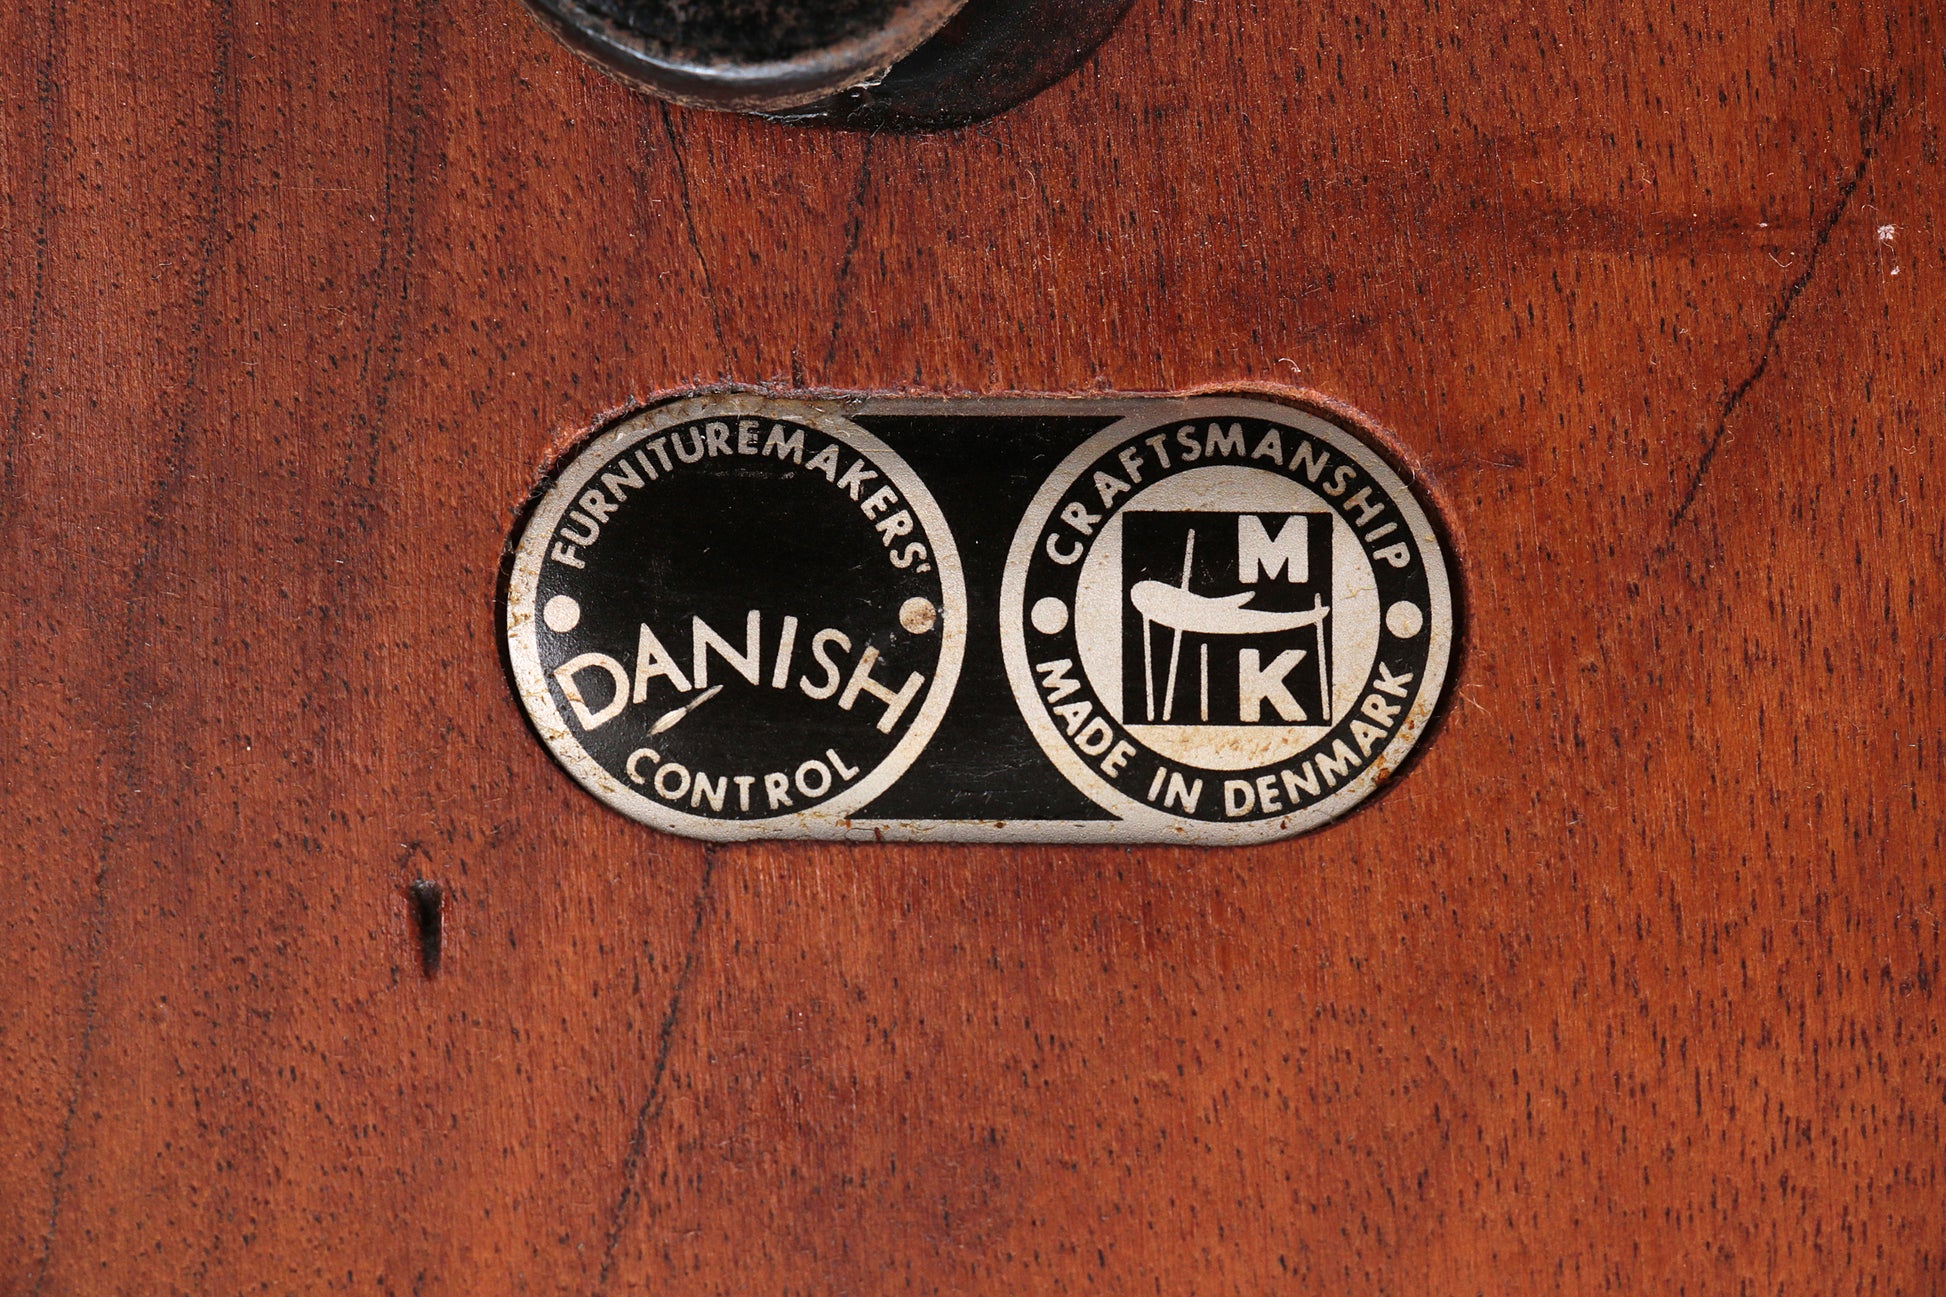 FURNITUREMAKERS'
DANISH
CONTROL
CRAFTSMANSHIP
M
K
MADE IN DENMARK